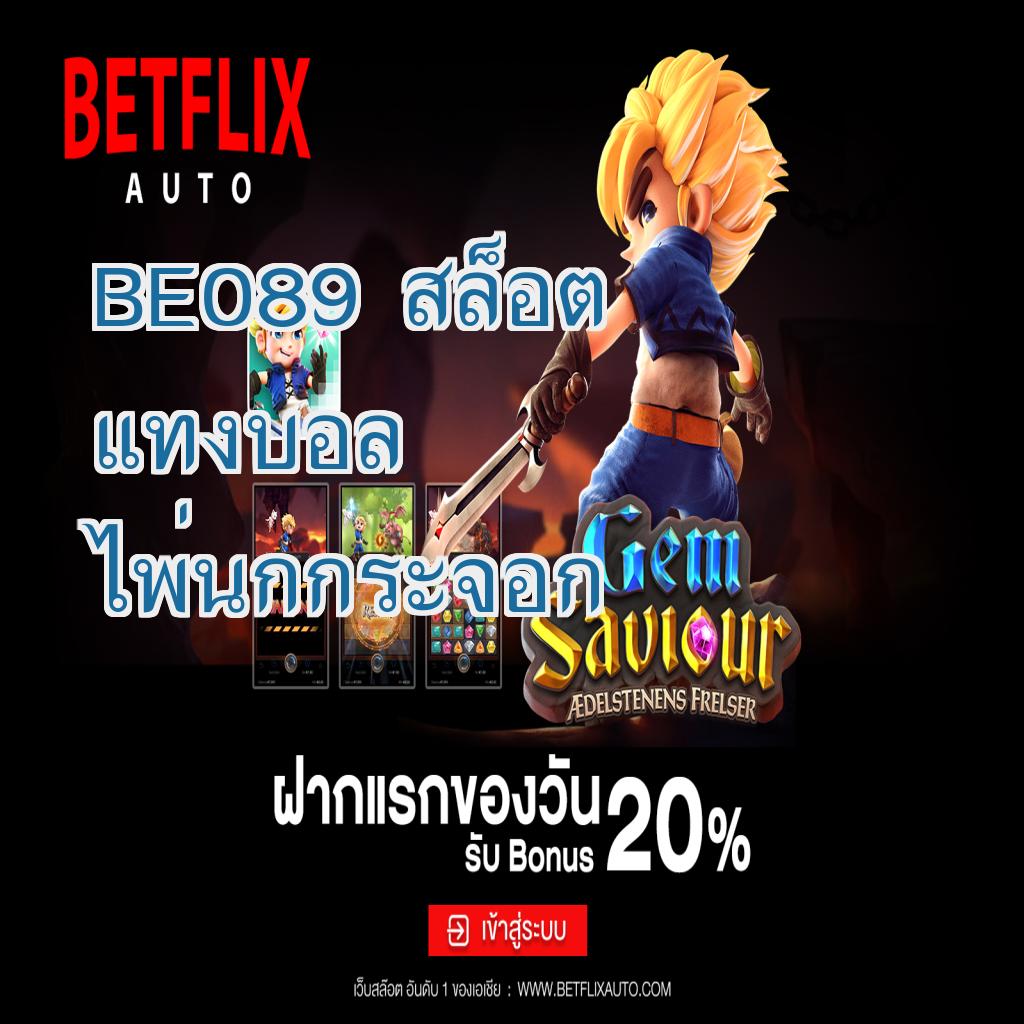 BETFLIX
AUTO
BEO89 สล็อต
แทงบอล
ไพ่นกกระจอก
Gem
Saviour
ÆDELSTENENS FRELSER
ฝากแรกของวัน 20%
รับ Bonus
เข้าสู่ระบบ
เว็บสล๊อต อันดับ 1 ของเอเชีย : WWW.BETFLIXAUTO.COM